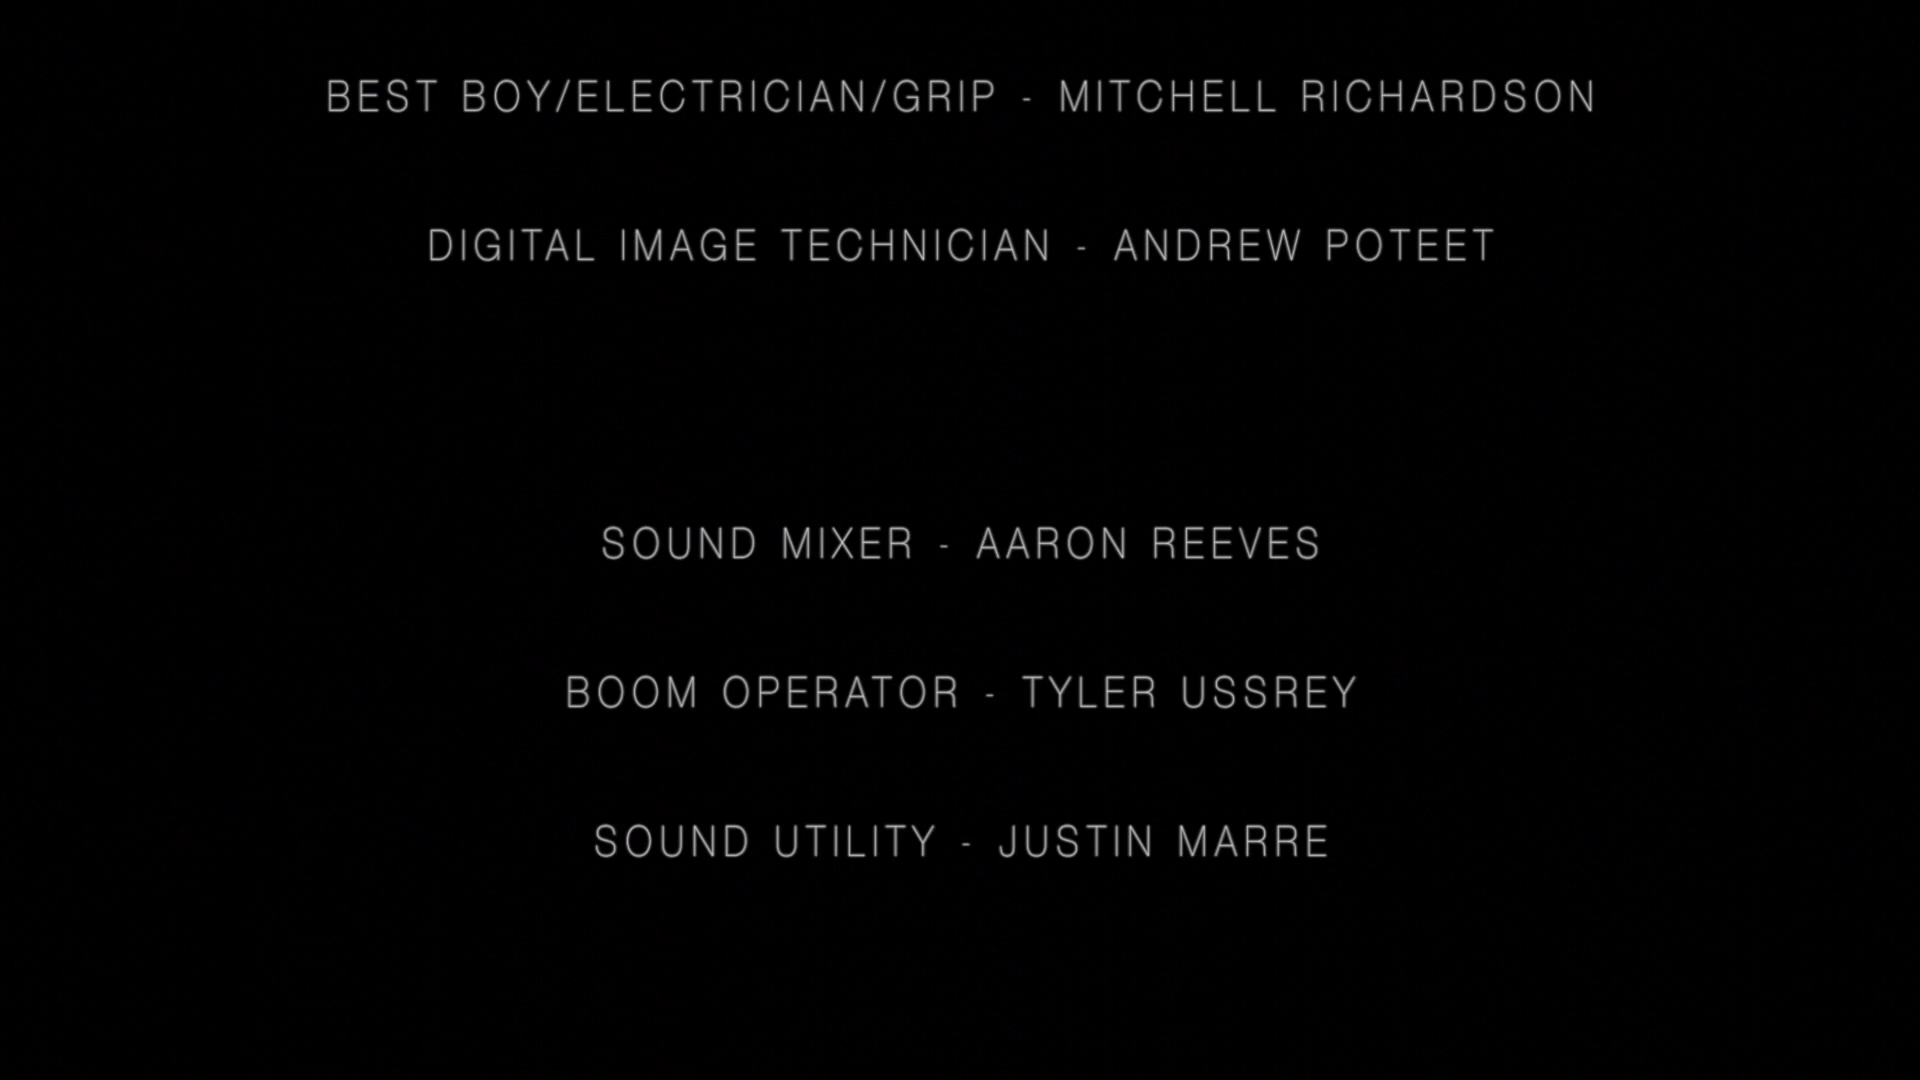 BEST BOY/ELECTRICIAN/GRIP - MITCHELL RICHARDSON
DIGITAL IMAGE TECHNICIAN - ANDREW POTEET
SOUND MIXER - AARON REEVES
BOOM OPERATOR - TYLER USSREY
SOUND UTILITY - JUSTIN MARRE